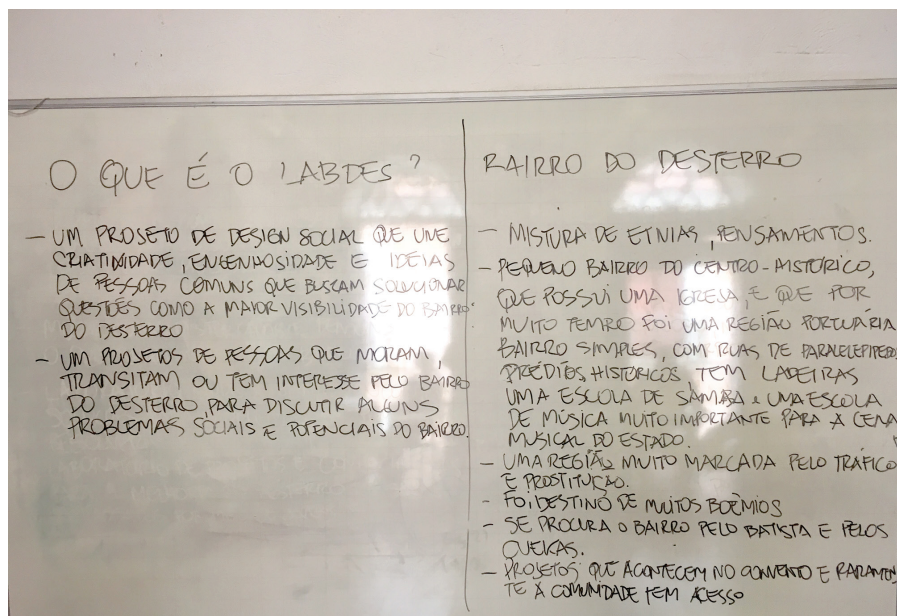 O QUE É O LABDES?
— UM PROJETO DE DESIGN SOCIAL QUE UNE
CRIATIVIDADE, ENGENHOSIDADE E IDÉIAS
DE PESSOAS COMUNS QUE BUSCAM SOLUCIONAR
QUESTÕES COMO A MAIOR VISIBILIDADE DO BAIRRO
DO DESTERRO
— UM PROJETOS DE PESSOAS QUE MORAM,
TRANSITAM OU TEM INTERESSE PELO BAIRRO
DO DESTERRO, PARA DISCUTIR ALGUNS
PROBLEMAS SOCIAIS E POTENCIAIS DO BAIRRO.
BAIRRO DO DESTERRO
— MISTURA DE ETNIAS, PENSAMENTOS.
— PEQUENO BAIRRO DO CENTRO-HISTÓRICO,
QUE POSSUI UMA IGREJA, E QUE POR
MUITO TEMPO FOI UMA REGIÃO PORTUÁRIA
BAIRRO SIMPLES, COM RUAS DE PARALELEPIPEDO
PRÉDIOS HISTÓRICOS, TEM LADEIRAS
UMA ESCOLA DE SAMBA e UMA ESCOLA
DE MÚSICA MUITO IMPORTANTE PARA A CENA
MUSICAL DO ESTADO.
— UMA REGIÃO MUITO MARCADA PELO TRÁFICO
E PROSTITUÇÃO.
- FOI DESTINO DE MUITOS BOÊMIOS
— SE PROCURA O BAIRRO PELO BATISTA E PELOS
— PROJETOS QUE ACONTECEM NO CONVENTO E RARAMEN
TE A COMUNIDADE TEM ACESSO